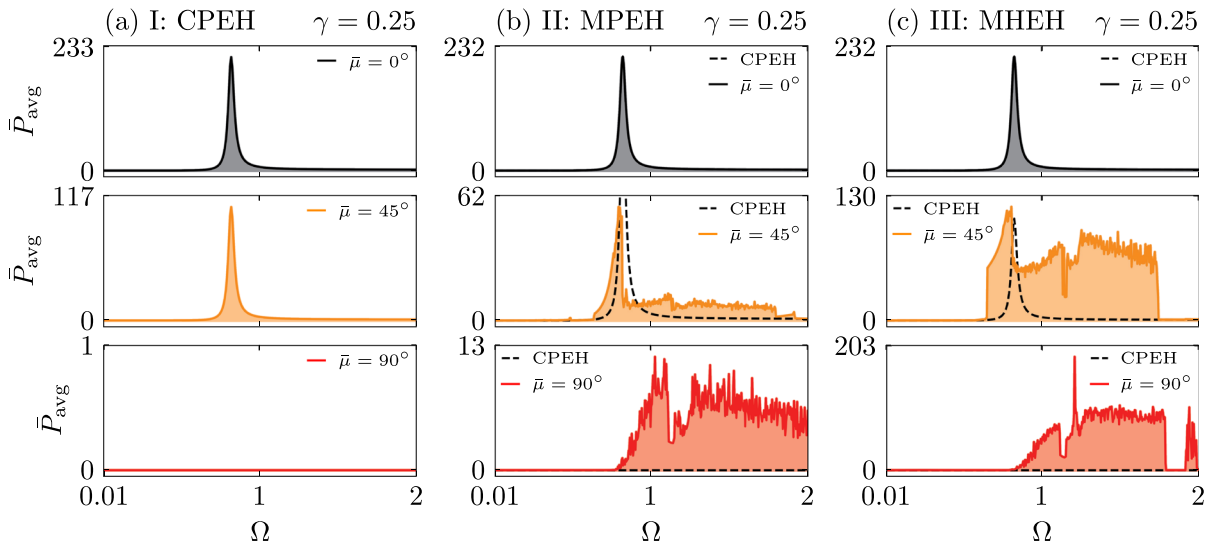 (a) I: CPEH γ = 0.25
(b) II: MPEH γ = 0.25
(c) III: MHEH γ = 0.25
233
P̄avg
0
μ̄ = 0°
232
0
CPEH
μ̄ = 0°
232
0
CPEH
μ̄ = 0°
117
P̄avg
0
μ̄ = 45°
62
0
CPEH
μ̄ = 45°
130
0
CPEH
μ̄ = 45°
1
P̄avg
0
μ̄ = 90°
13
0
CPEH
μ̄ = 90°
203
0
CPEH
μ̄ = 90°
0.01 1 2
0.01 1 2
0.01 1 2
Ω
Ω
Ω